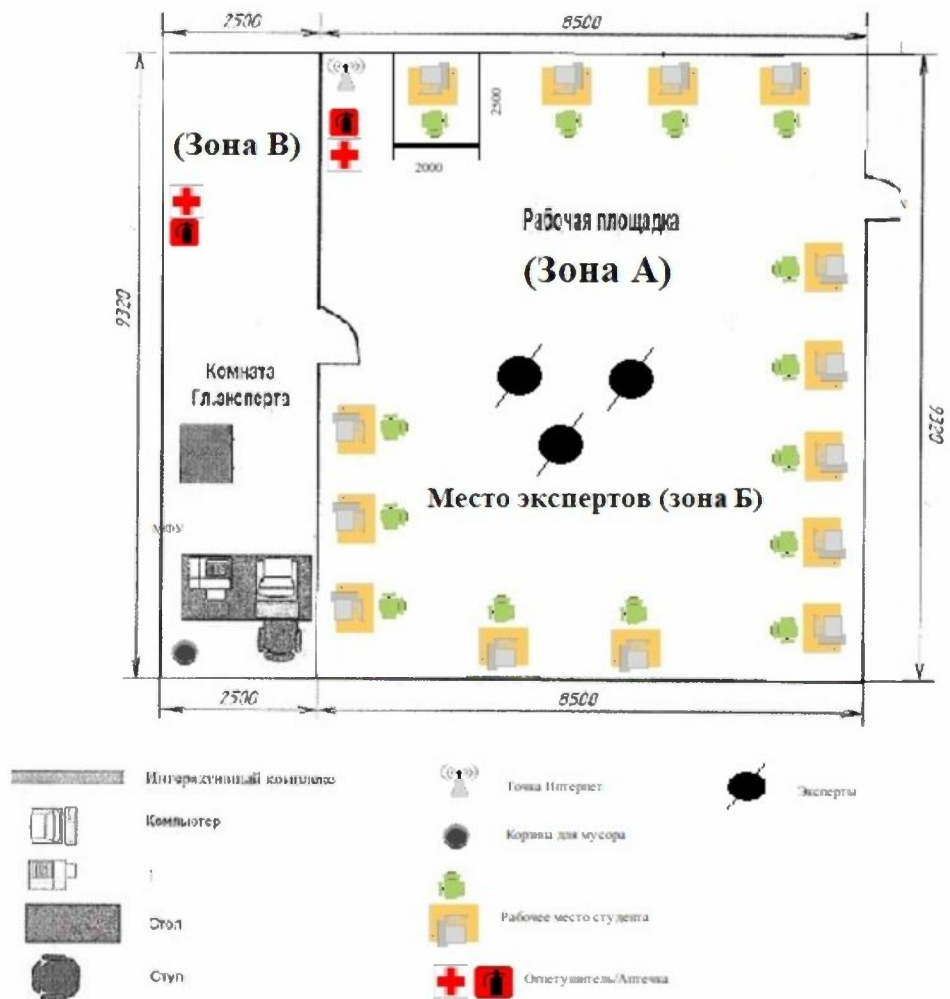 2500
8500
(Зона В)
2500
2000
Рабочая площадка
(Зона А)
9320
Комната
Гл.эксперта
9320
Место экспертов (зона Б)
МФУ
2500
8500
Интерактивный комплекс
Точка Интернет
Эксперты
Компьютер
Корзина для мусора
Стол
Рабочее место студента
Стул
Огнетушитель/Аптечка